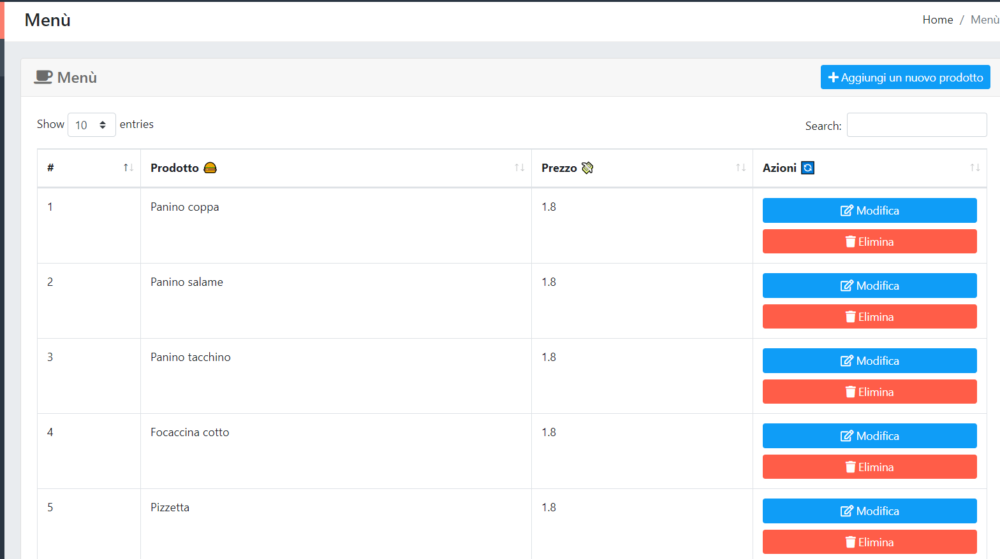 Menù
Home / Menù
Menù
Aggiungi un nuovo prodotto
Show 10 entries
Search:
# Prodotto Prezzo Azioni
1 Panino coppa 1.8 Modifica
Elimina
2 Panino salame 1.8 Modifica
Elimina
3 Panino tacchino 1.8 Modifica
Elimina
4 Focaccina cotto 1.8 Modifica
Elimina
5 Pizzetta 1.8 Modifica
Elimina